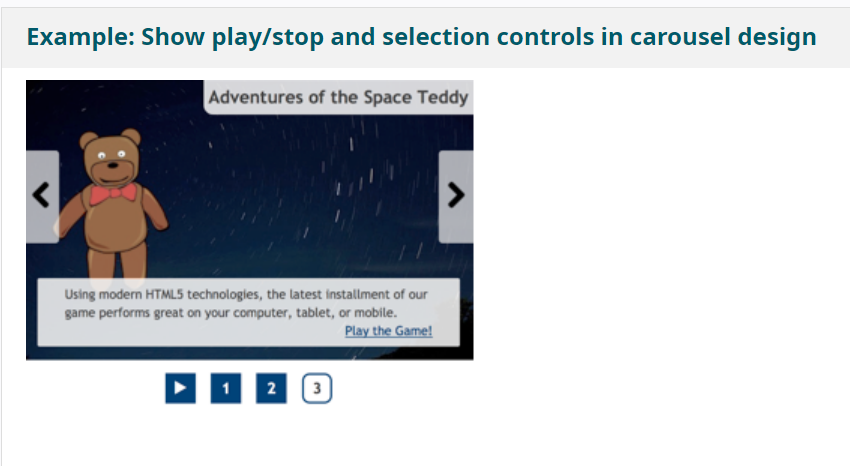 Example: Show play/stop and selection controls in carousel design
Adventures of the Space Teddy
Using modern HTML5 technologies, the latest installment of our
game performs great on your computer, tablet, or mobile.
Play the Game!
1 2 3